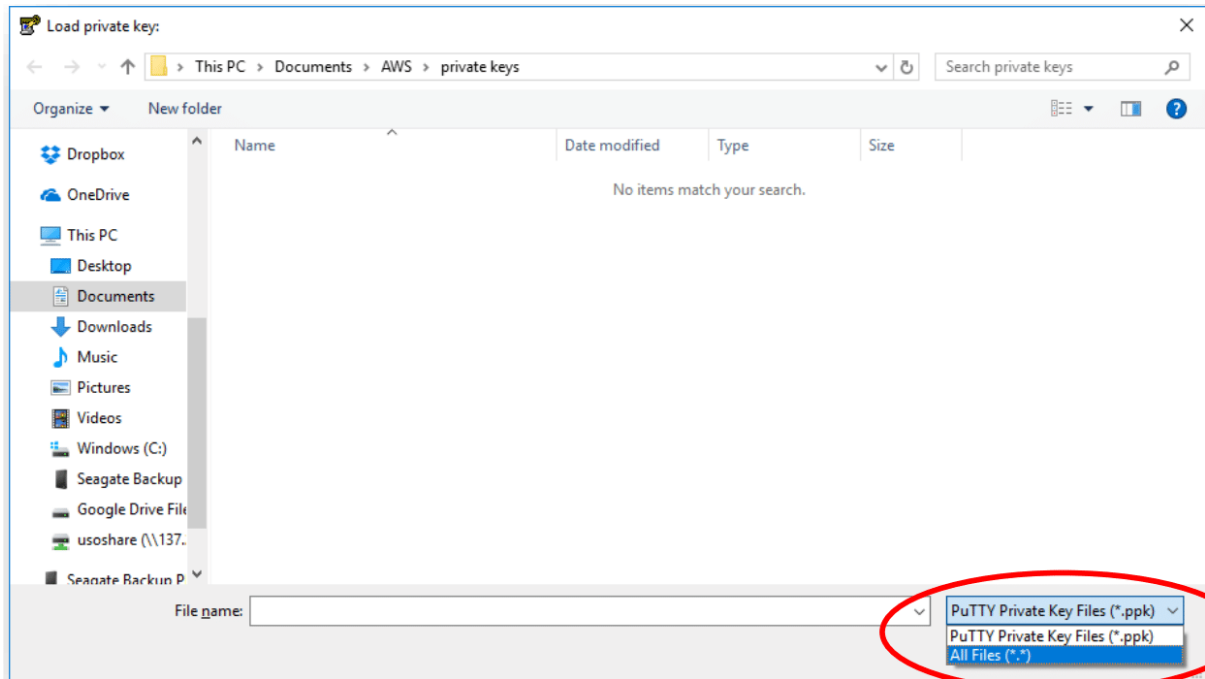 Load private key:
This PC > Documents > AWS > private keys
Search private keys
Organize
New folder
Name
Date modified
Type
Size
No items match your search.
Dropbox
OneDrive
This PC
Desktop
Documents
Downloads
Music
Pictures
Videos
Windows (C:)
Seagate Backup
Google Drive File
usoshare (\\137..
Seagate Backup P
File name:
PuTTY Private Key Files (*.ppk)
PuTTY Private Key Files (*.ppk)
All Files (*.*)